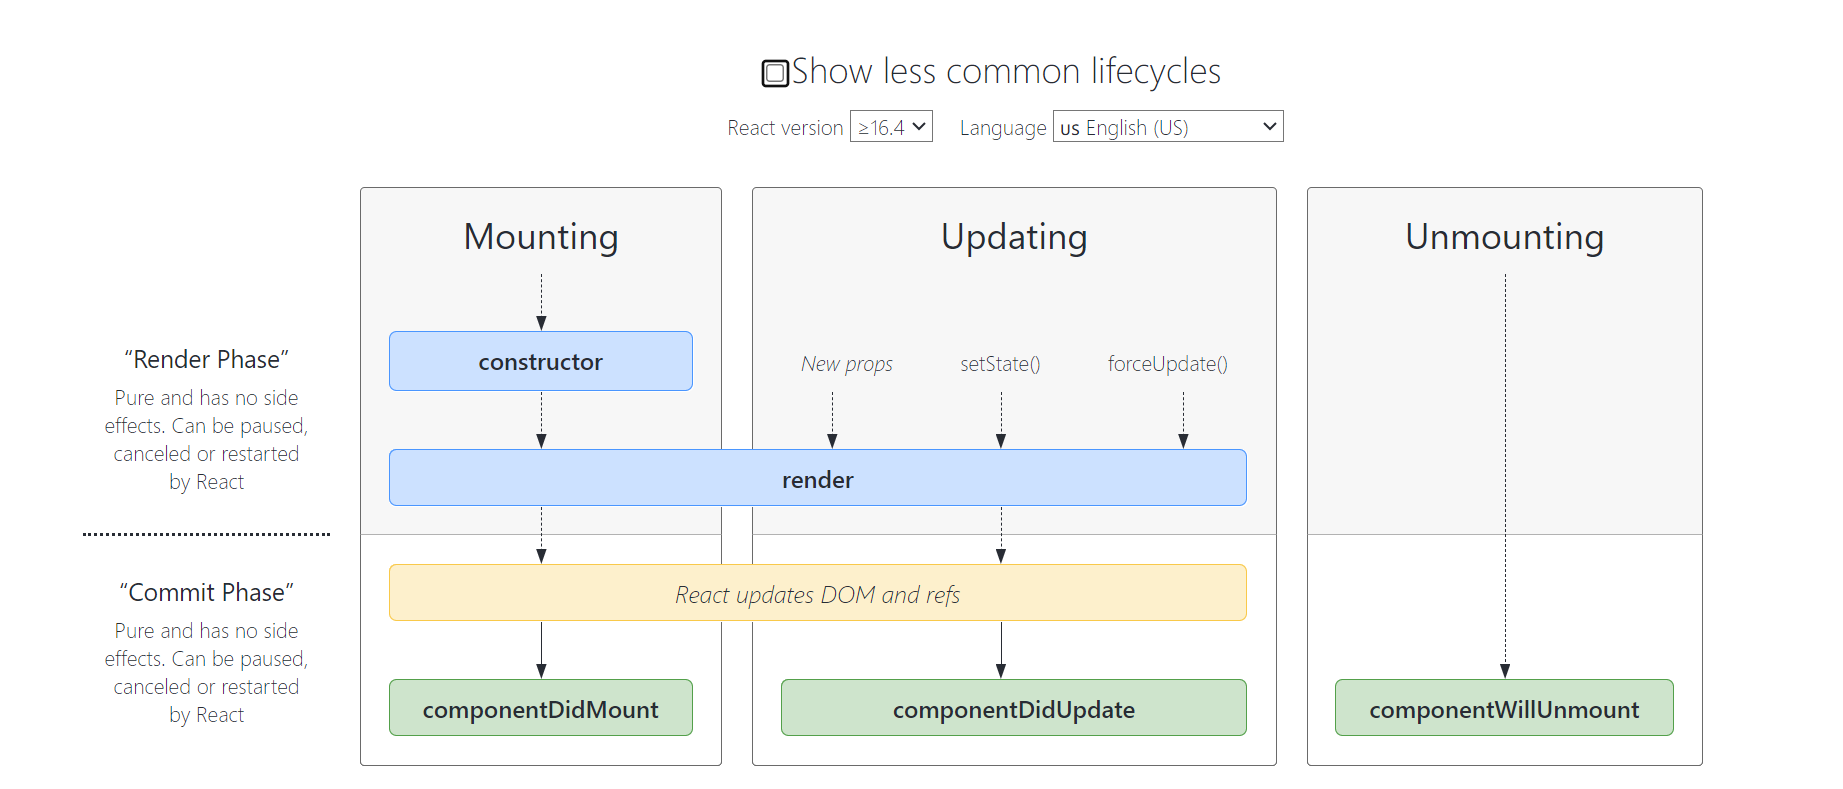 Show less common lifecycles
React version ≥16.4 Language us English (US)
Mounting
Updating
Unmounting
“Render Phase”
Pure and has no side
effects. Can be paused,
canceled or restarted
by React
constructor
New props
setState()
forceUpdate()
render
“Commit Phase”
Pure and has no side
effects. Can be paused,
canceled or restarted
by React
React updates DOM and refs
componentDidMount
componentDidUpdate
componentWillUnmount